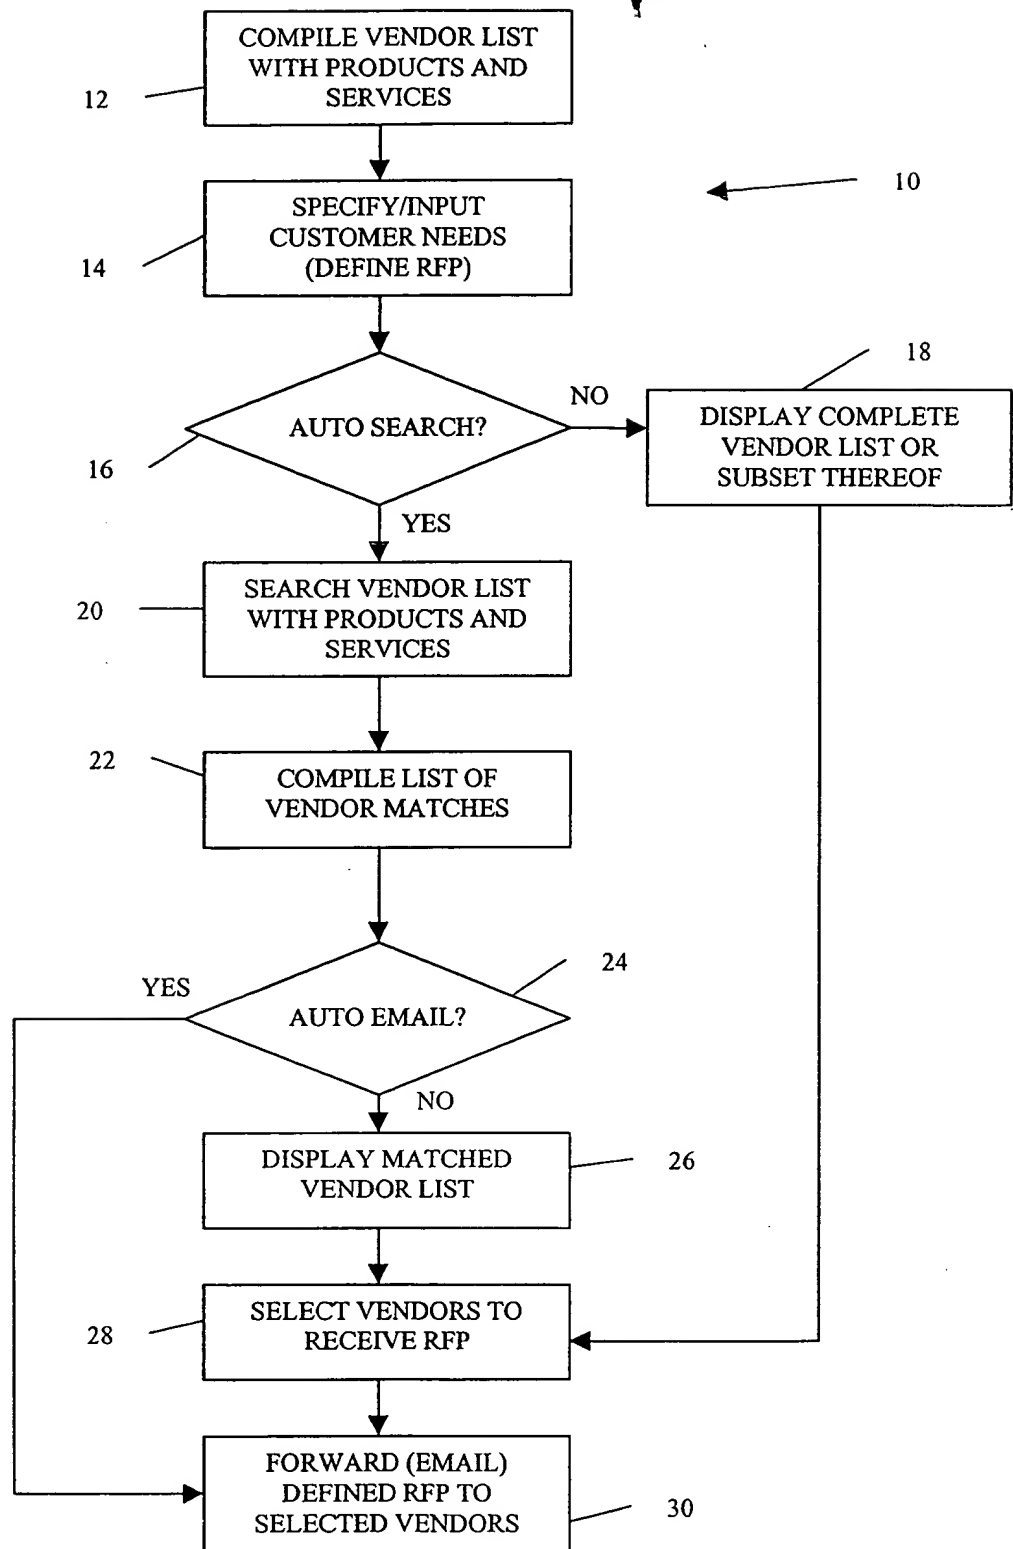 COMPILE VENDOR LIST
WITH PRODUCTS AND
SERVICES
12
10
SPECIFY/INPUT
CUSTOMER NEEDS
(DEFINE RFP)
14
18
NO
AUTO SEARCH?
16
DISPLAY COMPLETE
VENDOR LIST OR
SUBSET THEREOF
YES
SEARCH VENDOR LIST
WITH PRODUCTS AND
SERVICES
20
22
COMPILE LIST OF
VENDOR MATCHES
24
YES
AUTO EMAIL?
NO
DISPLAY MATCHED
VENDOR LIST
26
SELECT VENDORS TO
RECEIVE RFP
28
FORWARD (EMAIL)
DEFINED RFP TO
SELECTED VENDORS
30